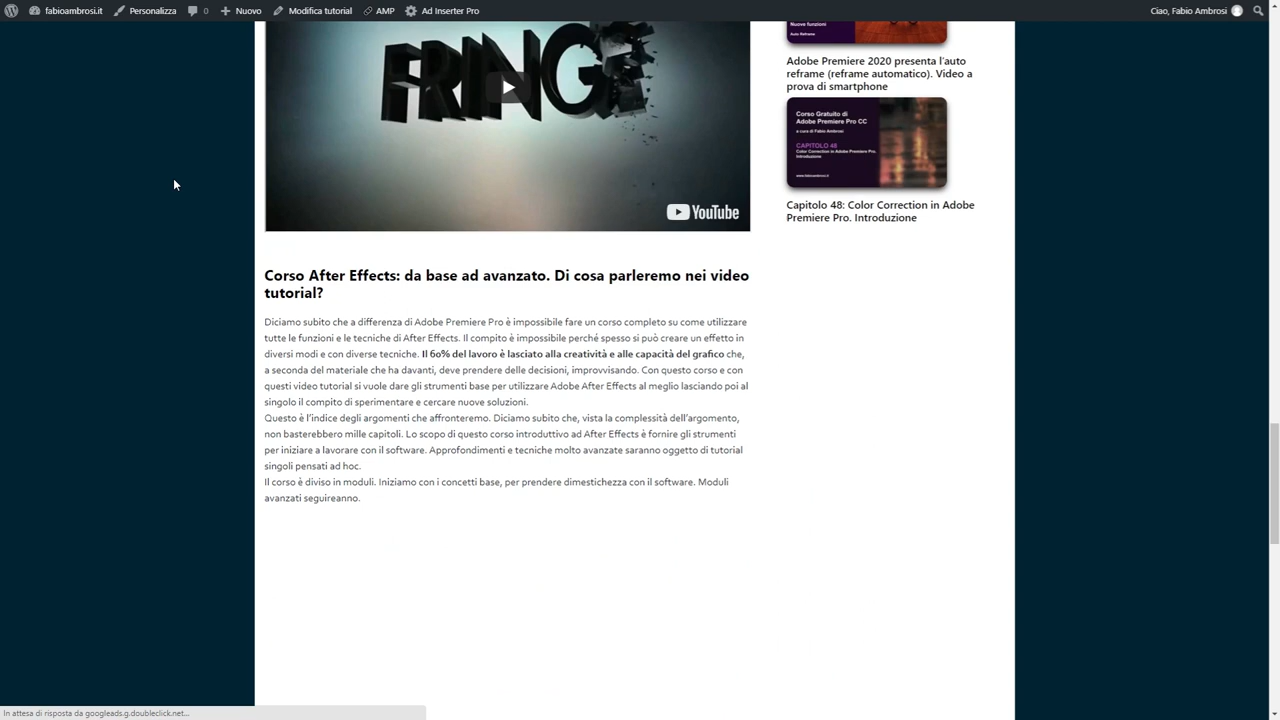 fabioambrosi.it
Personalizza
0
Nuovo
Modifica tutorial
AMP
Ad Inserter Pro
Ciao, Fabio Ambrosi
FRINGE
YouTube
Nuove funzioni
Auto Reframe
Adobe Premiere 2020 presenta l'auto
reframe (reframe automatico). Video a
prova di smartphone
Corso Gratuito di
Adobe Premiere Pro CC
a cura di Fabio Ambrosi
CAPITOLO 48
Color Correction in Adobe Premiere Pro.
Introduzione
www.fabioambrosi.it
Capitolo 48: Color Correction in Adobe
Premiere Pro. Introduzione
Corso After Effects: da base ad avanzato. Di cosa parleremo nei video
tutorial?
Diciamo subito che a differenza di Adobe Premiere Pro è impossibile fare un corso completo su come utilizzare
tutte le funzioni e le tecniche di After Effects. Il compito è impossibile perché spesso si può creare un effetto in
diversi modi e con diverse tecniche. Il 60% del lavoro è lasciato alla creatività e alle capacità del grafico che,
a seconda del materiale che ha davanti, deve prendere delle decisioni, improvvisando. Con questo corso e con
questi video tutorial si vuole dare gli strumenti base per utilizzare Adobe After Effects al meglio lasciando poi al
singolo il compito di sperimentare e cercare nuove soluzioni.
Questo è l'indice degli argomenti che affronteremo. Diciamo subito che, vista la complessità dell'argomento,
non basterebbero mille capitoli. Lo scopo di questo corso introduttivo ad After Effects è fornire gli strumenti
per iniziare a lavorare con il software. Approfondimenti e tecniche molto avanzate saranno oggetto di tutorial
singoli pensati ad hoc.
Il corso è diviso in moduli. Iniziamo con i concetti base, per prendere dimestichezza con il software. Moduli
avanzati seguireanno.
In attesa di risposta da googleads.g.doubleclick.net...